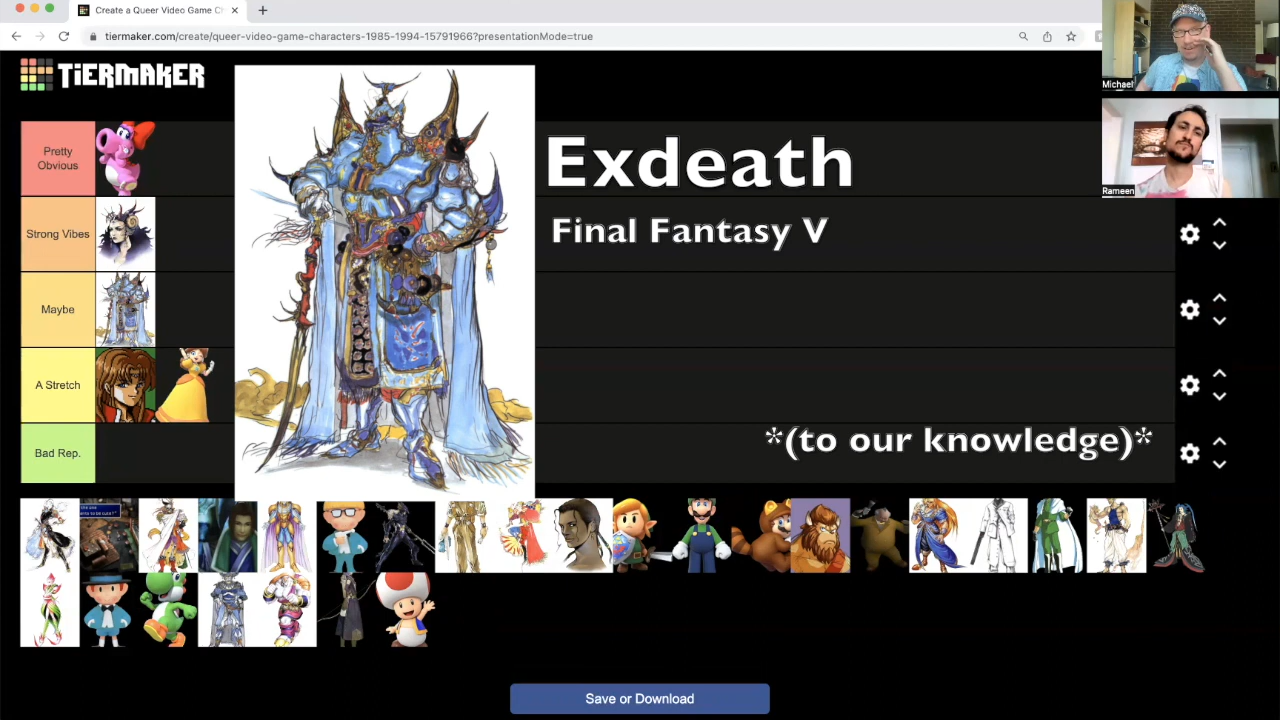 Create a Queer Video Game Ch
tiermaker.com/create/queer-video-game-characters-1985-1994-15791966?presentationMode=true
TiERMAKER
Michael
Rameen
Pretty
Obvious
Exdeath
Strong Vibes
Final Fantasy V
Maybe
A Stretch
*(to our knowledge)*
Bad Rep.
Save or Download